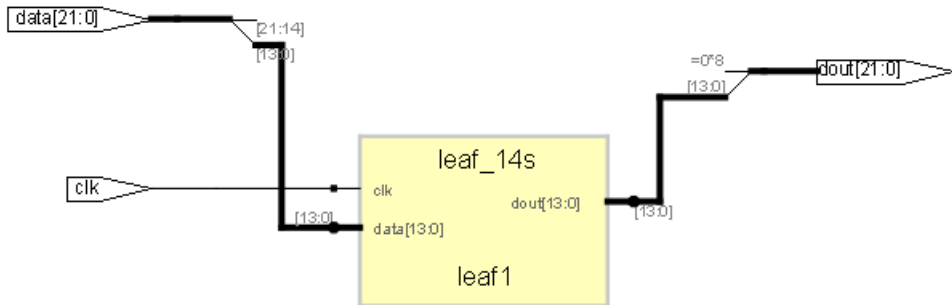 data[21:0]
[21:14]
[13:0]
=0*8
dout[21:0]
[13:0]
leaf_14s
clk
clk
dout[13:0]
[13:0]
[13:0]
data[13:0]
leaf1